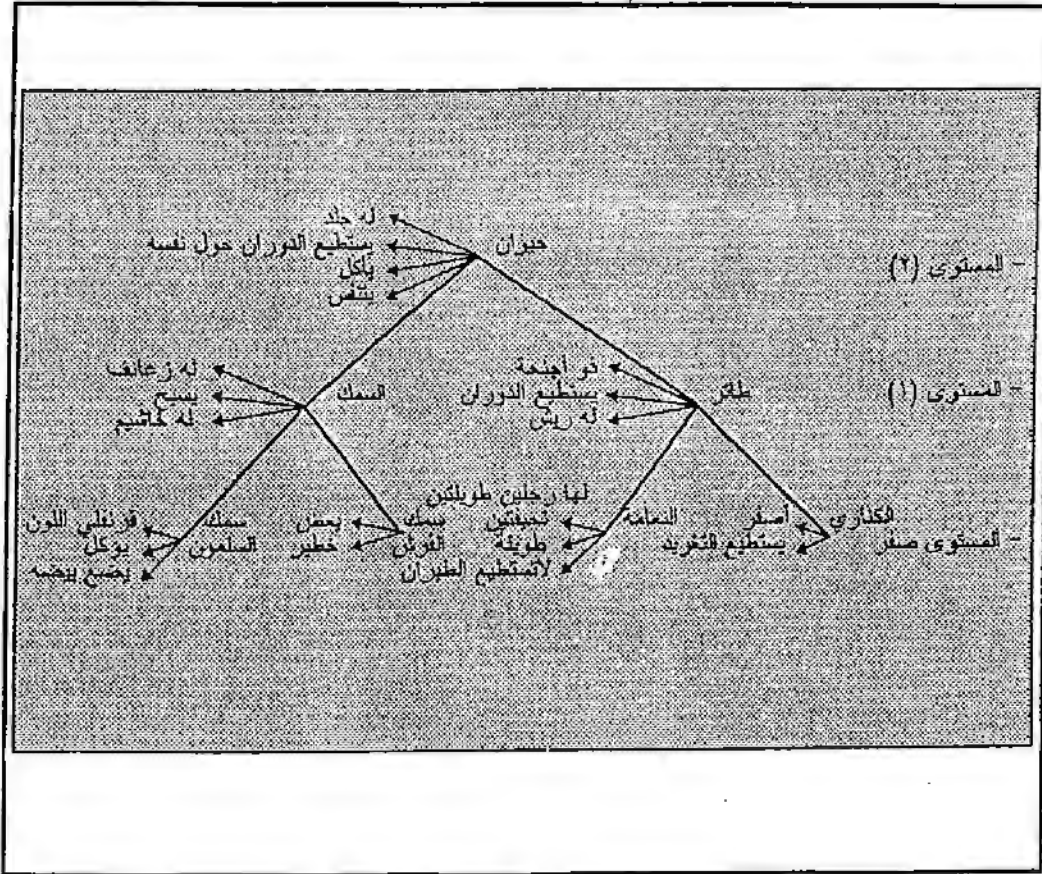 له جلد
حيوان
يستطيع الدوران حول نفسه
- المستوى (٢)
يأكل
يتنفس
ذو أجنحة
له زعانف
- المستوى (١)
طائر
يستطيع الدوران
السمك
يسبح
له ريش
له خياشيم
لها رجلين طويلتين
الكناري
أصفر
النعامة
نحيفتين
سمك
يعض
سمك
قرنفلي اللون
- المستوى صفر
يستطيع التغريد
طويلة
القرش
خطير
السلمون
يؤكل
لاتستطيع الطيران
يضع بيضه